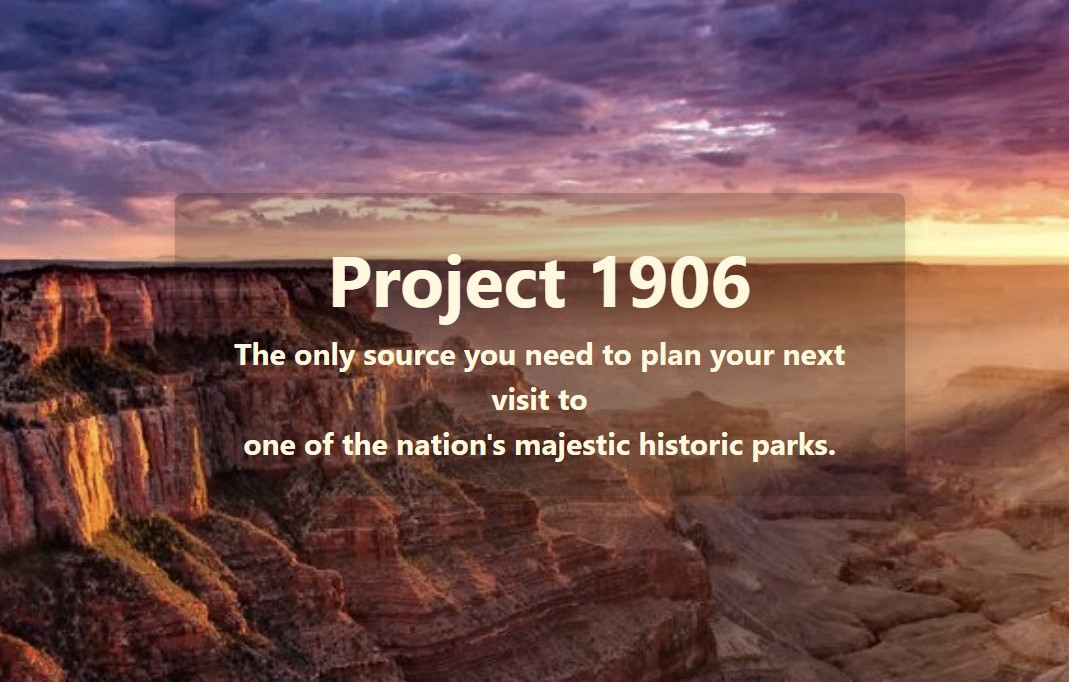 Project 1906
The only source you need to plan your next
visit to
one of the nation's majestic historic parks.